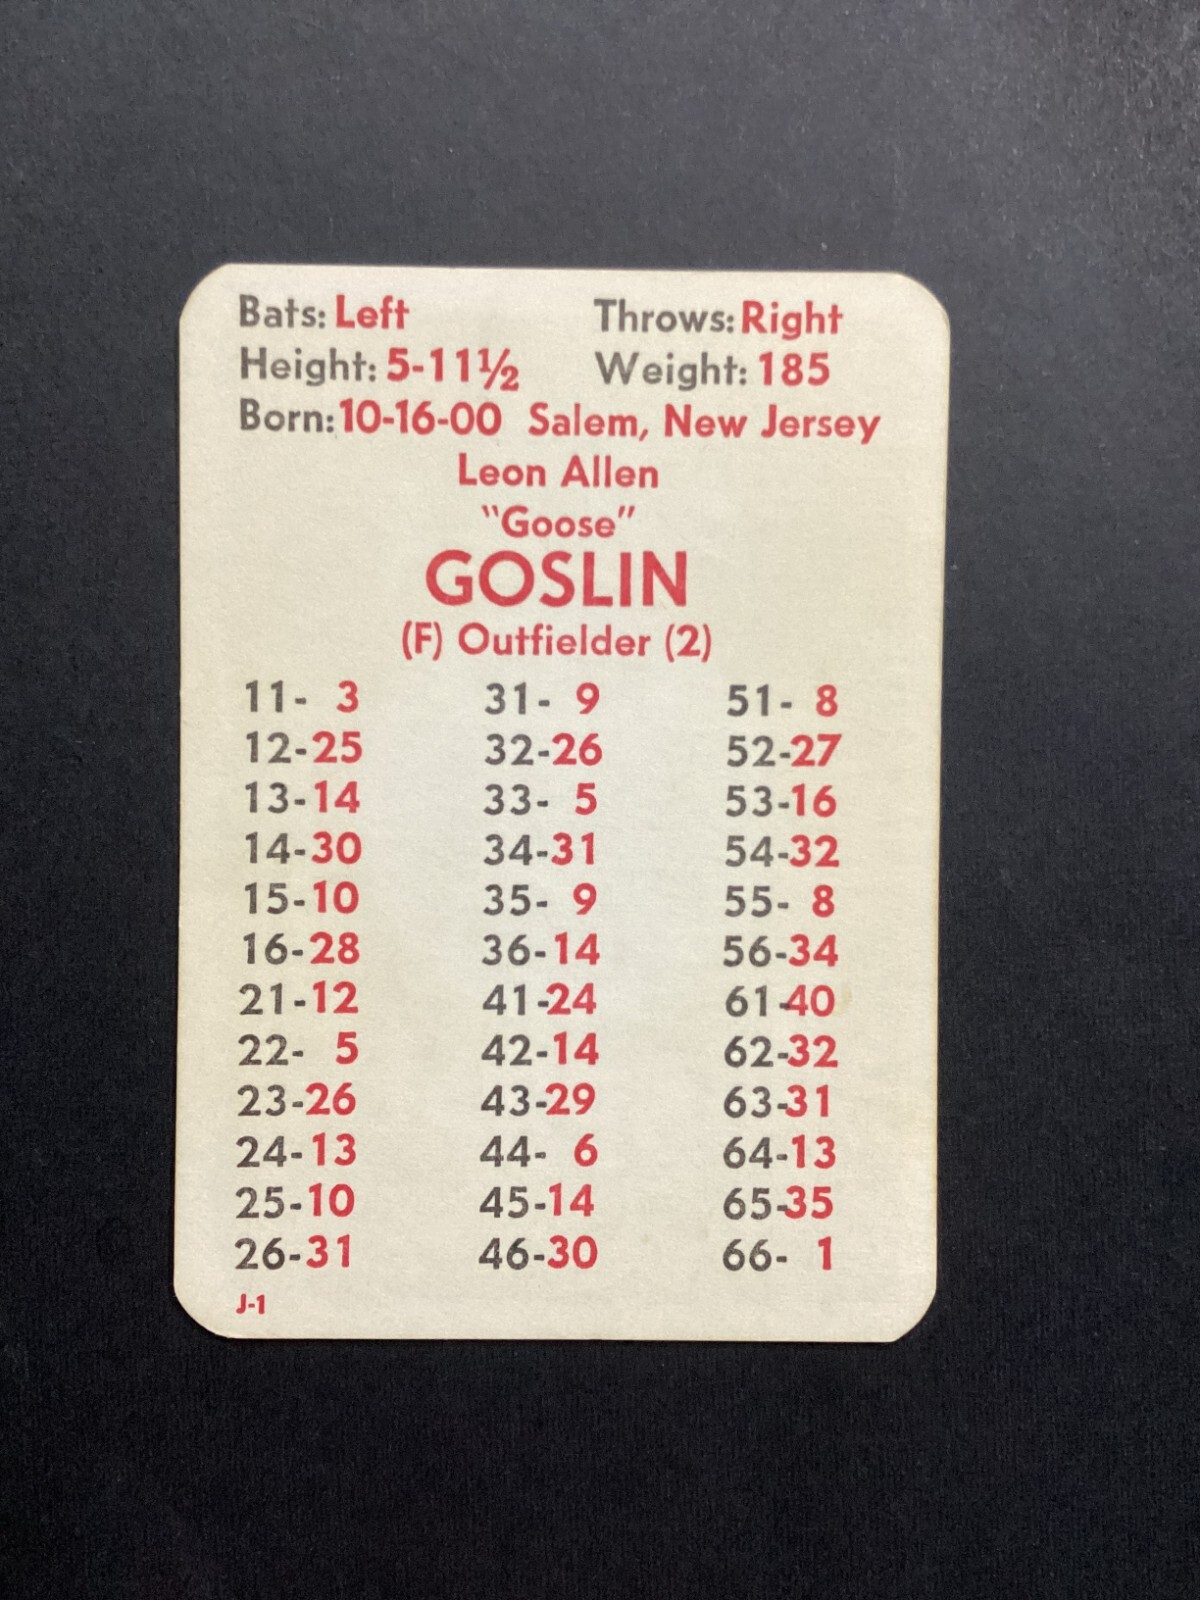 Bats: Left Throws: Right
Height: 5-11½ Weight: 185
Born: 10-16-00 Salem, New Jersey
Leon Allen
"Goose"
GOSLIN
(F) Outfielder (2)
11- 3 31- 9 51- 8
12-25 32-26 52-27
13-14 33- 5 53-16
14-30 34-31 54-32
15-10 35- 9 55- 8
16-28 36-14 56-34
21-12 41-24 61-40
22- 5 42-14 62-32
23-26 43-29 63-31
24-13 44- 6 64-13
25-10 45-14 65-35
26-31 46-30 66- 1
J-1